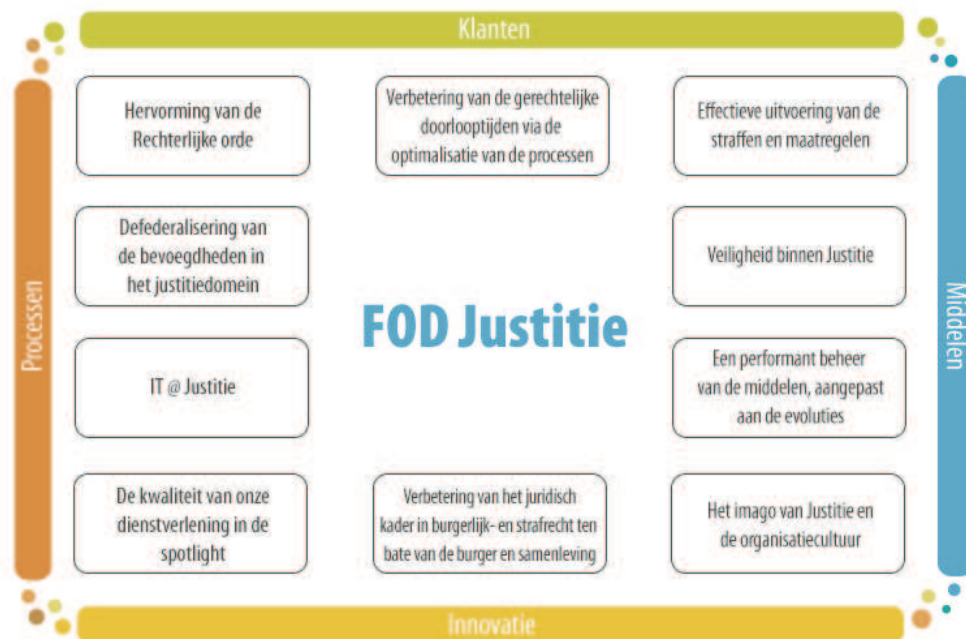 Klanten
Hervorming van de
Rechterlijke orde
Verbetering van de gerechtelijke
doorlooptijden via de
optimalisatie van de processen
Effectieve uitvoering van de
straffen en maatregelen
Defederalisering van
de bevoegdheden in
het justitiedomein
Veiligheid binnen Justitie
Processen
FOD Justitie
Middelen
IT @ Justitie
Een performant beheer
van de middelen, aangepast
aan de evoluties
De kwaliteit van onze
dienstverlening in de
spotlight
Verbetering van het juridisch
kader in burgerlijk- en strafrecht ten
bate van de burger en samenleving
Het imago van Justitie en
de organisatiecultuur
Innovatie